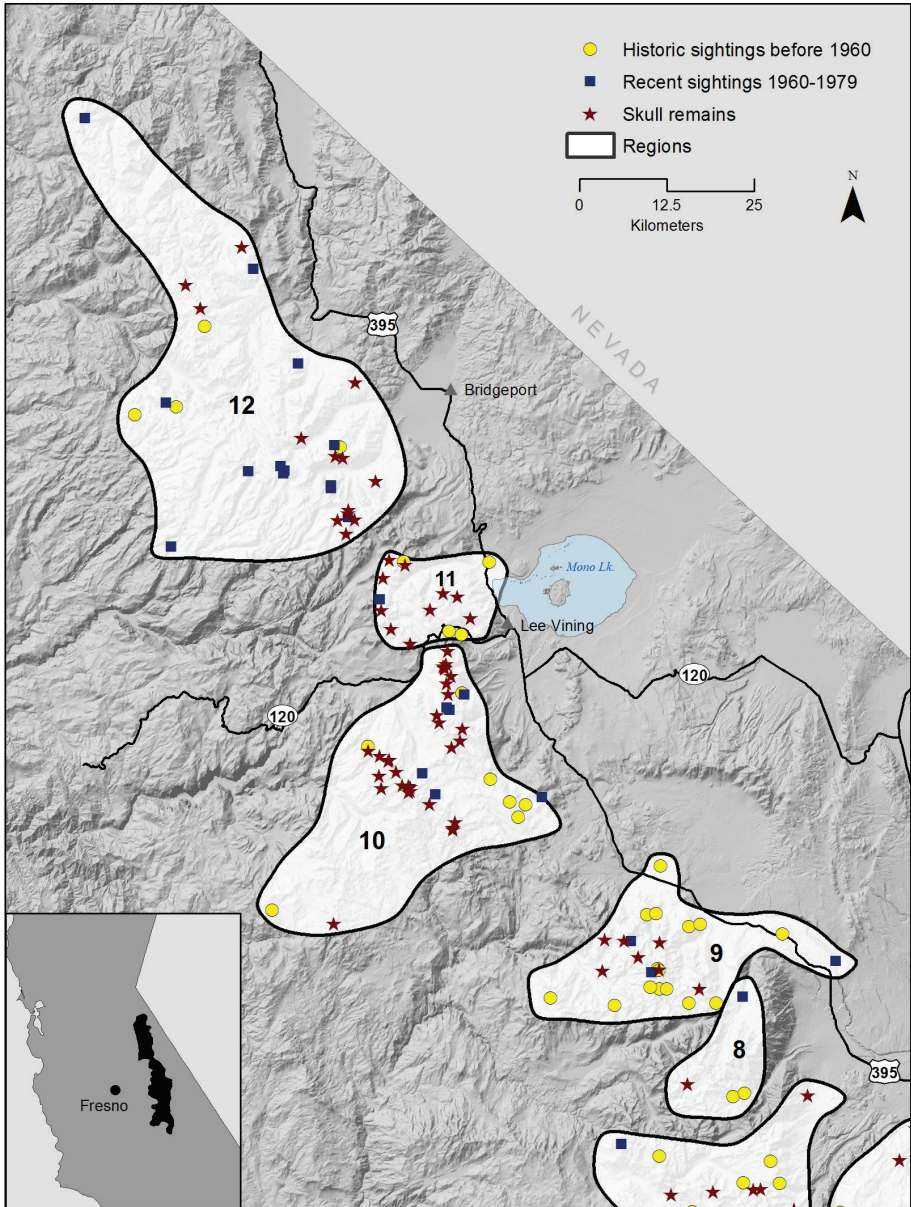 Historic sightings before 1960
Recent sightings 1960-1979
Skull remains
Regions
0 12.5 25
Kilometers
N
NEVADA
395
Bridgeport
12
11
Mono Lk.
Lee Vining
120
120
10
9
8
395
Fresno